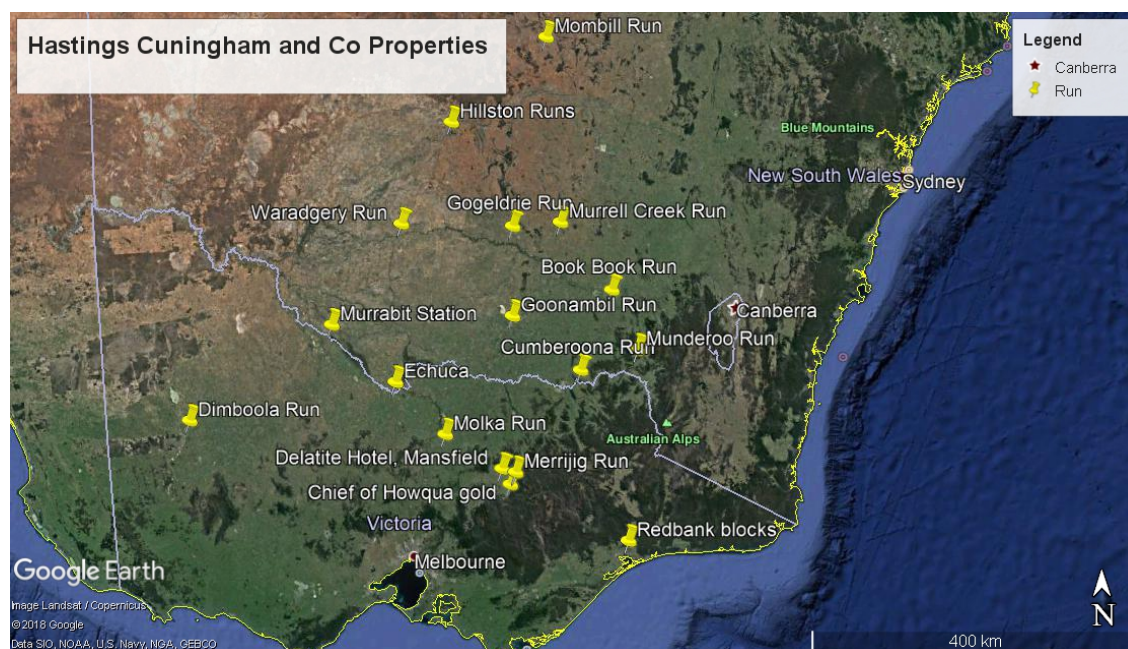 Hastings Cuningham and Co Properties
Mombill Run
Legend
Canberra
Run
Hillston Runs
Blue Mountains
New South Wales
Sydney
Waradgery Run
Gogeldrie Run
Murrell Creek Run
Book Book Run
Murrabit Station
Goonambil Run
Canberra
Cumberoona Run
Munderoo Run
Echuca
Dimboola Run
Molka Run
Australian Alps
Delatite Hotel, Mansfield
Merrijig Run
Chief of Howqua gold
Victoria
Redbank blocks
Melbourne
Google Earth
Image Landsat / Copernicus
©2018 Google
Data SIO, NOAA, U.S. Navy, NGA, GEBCO
N
400 km